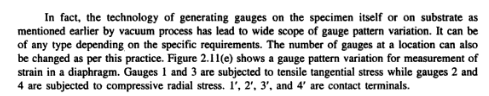 In fact, the technology of generating gauges on the specimen itself or on substrate as
mentioned earlier by vacuum process has lead to wide scope of gauge pattern variation. It can be
of any type depending on the specific requirements. The number of gauges at a location can also
be changed as per this practice. Figure 2.11(e) shows a gauge pattern variation for measurement of
strain in a diaphragm. Gauges 1 and 3 are subjected to tensile tangential stress while gauges 2 and
4 are subjected to compressive radial stress. 1', 2', 3', and 4' are contact terminals.